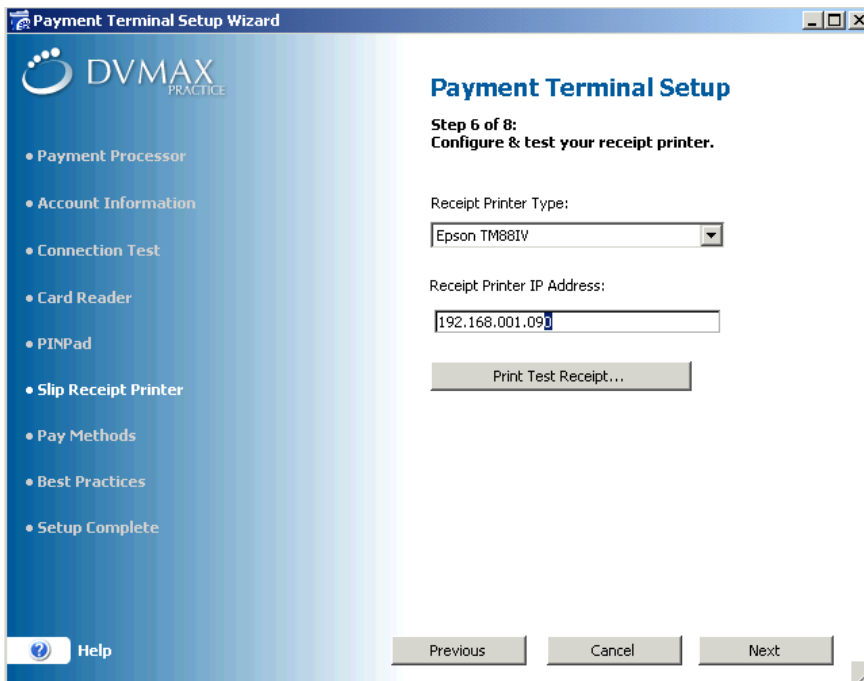 Payment Terminal Setup Wizard
DVMAX
PRACTICE
• Payment Processor
• Account Information
• Connection Test
• Card Reader
• PINPad
• Slip Receipt Printer
• Pay Methods
• Best Practices
• Setup Complete
? Help
Payment Terminal Setup
Step 6 of 8:
Configure & test your receipt printer.
Receipt Printer Type:
Epson TM88IV
Receipt Printer IP Address:
192.168.001.090
Print Test Receipt...
Previous Cancel Next